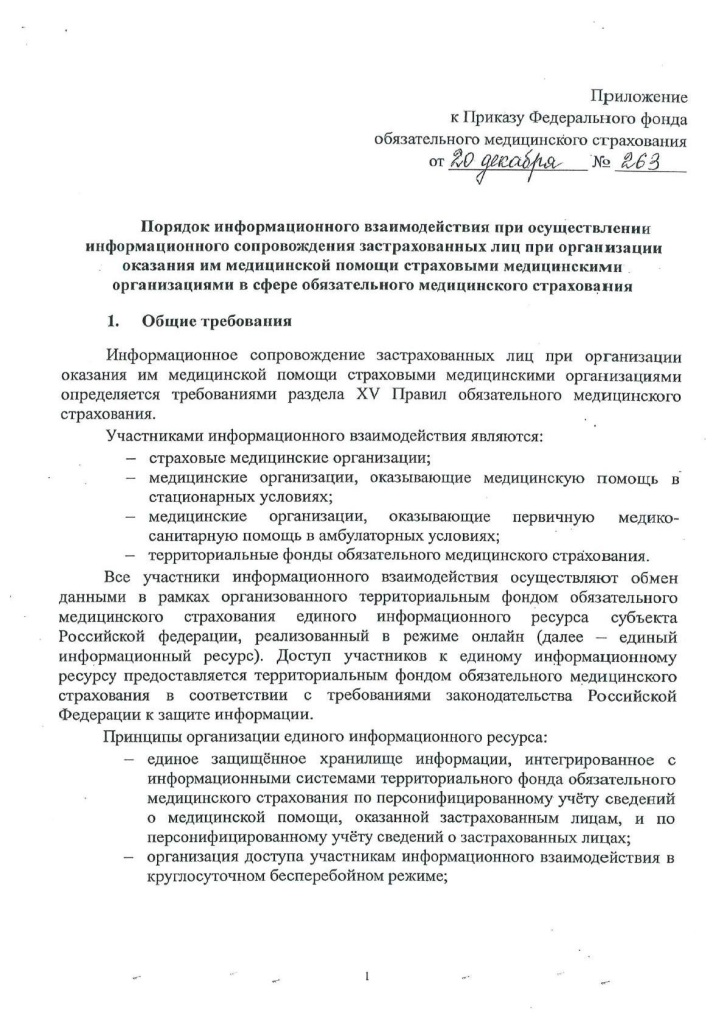 Приложение
к Приказу Федерального фонда
обязательного медицинского страхования
от 20 декабря № 263
Порядок информационного взаимодействия при осуществлении
информационного сопровождения застрахованных лиц при организации
оказания им медицинской помощи страховыми медицинскими
организациями в сфере обязательного медицинского страхования
1. Общие требования
Информационное сопровождение застрахованных лиц при организации
оказания им медицинской помощи страховыми медицинскими организациями
определяется требованиями раздела XV Правил обязательного медицинского
страхования.
Участниками информационного взаимодействия являются:
– страховые медицинские организации;
– медицинские организации, оказывающие медицинскую помощь в
стационарных условиях;
– медицинские организации, оказывающие первичную медико-
санитарную помощь в амбулаторных условиях;
– территориальные фонды обязательного медицинского страхования.
Все участники информационного взаимодействия осуществляют обмен
данными в рамках организованного территориальным фондом обязательного
медицинского страхования единого информационного ресурса субъекта
Российской федерации, реализованный в режиме онлайн (далее – единый
информационный ресурс). Доступ участников к единому информационному
ресурсу предоставляется территориальным фондом обязательного медицинского
страхования в соответствии с требованиями законодательства Российской
Федерации к защите информации.
Принципы организации единого информационного ресурса:
– единое защищённое хранилище информации, интегрированное с
информационными системами территориального фонда обязательного
медицинского страхования по персонифицированному учёту сведений
о медицинской помощи, оказанной застрахованным лицам, и по
персонифицированному учёту сведений о застрахованных лицах;
– организация доступа участникам информационного взаимодействия в
круглосуточном бесперебойном режиме;
1